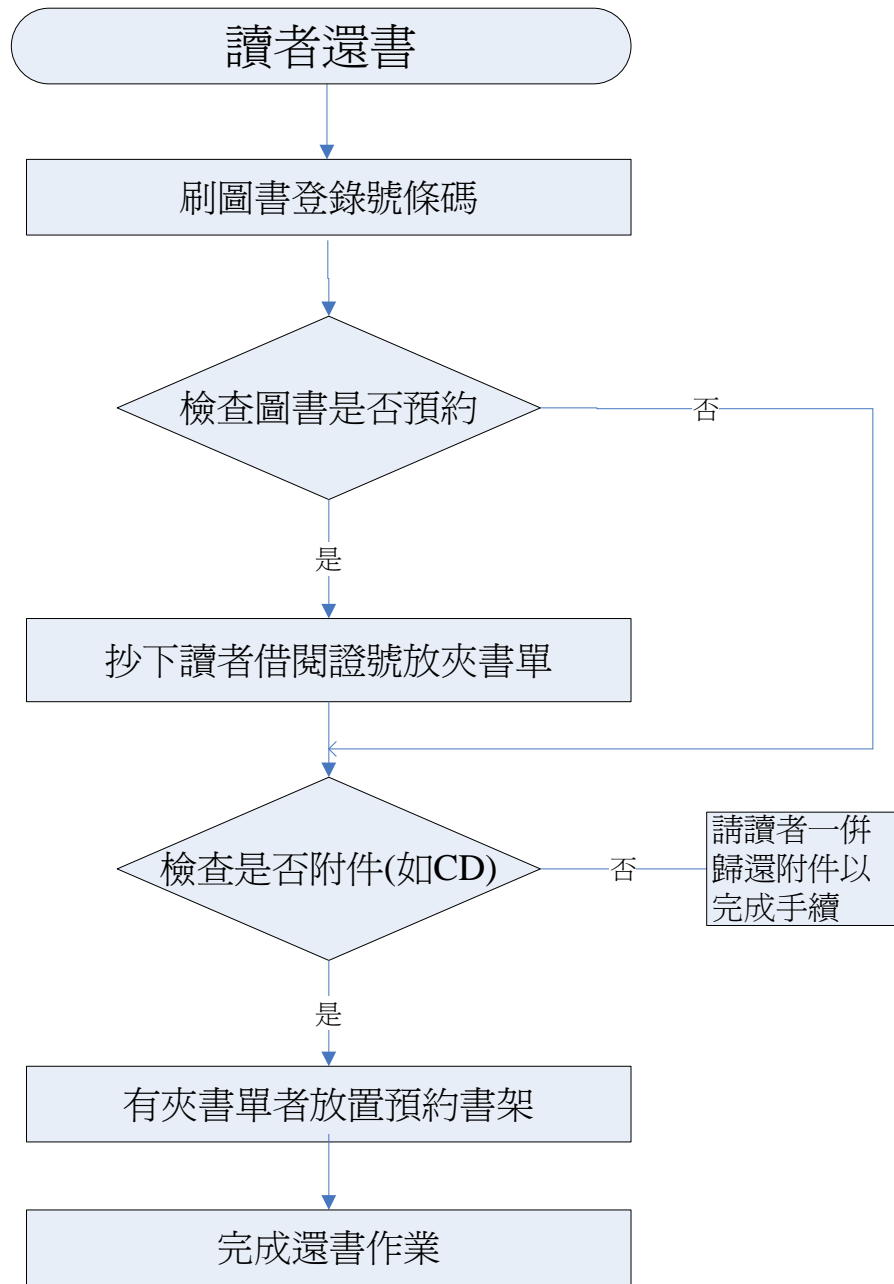 讀者還書
刷圖書登錄號條碼
檢查圖書是否預約
否
是
抄下讀者借閱證號放夾書單
檢查是否附件(如CD)
否
請讀者一併
歸還附件以
完成手續
是
有夾書單者放置預約書架
完成還書作業